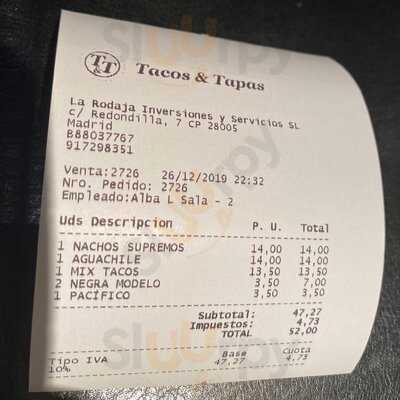 T&T Tacos & Tapas
La Rodaja Inversiones y Servicios SL
c/ Redondilla, 7 CP 28005
Madrid
B88037767
917298351
Venta:2726 26/12/2019 22:32
Nro. Pedido: 2726
Empleado:Alba L Sala - 2
Uds Descripcion P. U. Total
1 NACHOS SUPREMOS 14,00 14,00
1 AGUACHILE 14,00 14,00
1 MIX TACOS 13,50 13,50
2 NEGRA MODELO 3,50 7,00
1 PACÍFICO 3,50 3,50
Subtotal: 47,27
Impuestos: 4,73
TOTAL 52,00
Tipo IVA Base Cuota
10% 47,27 4,73
sluurpy
sluurpy
sluurpy